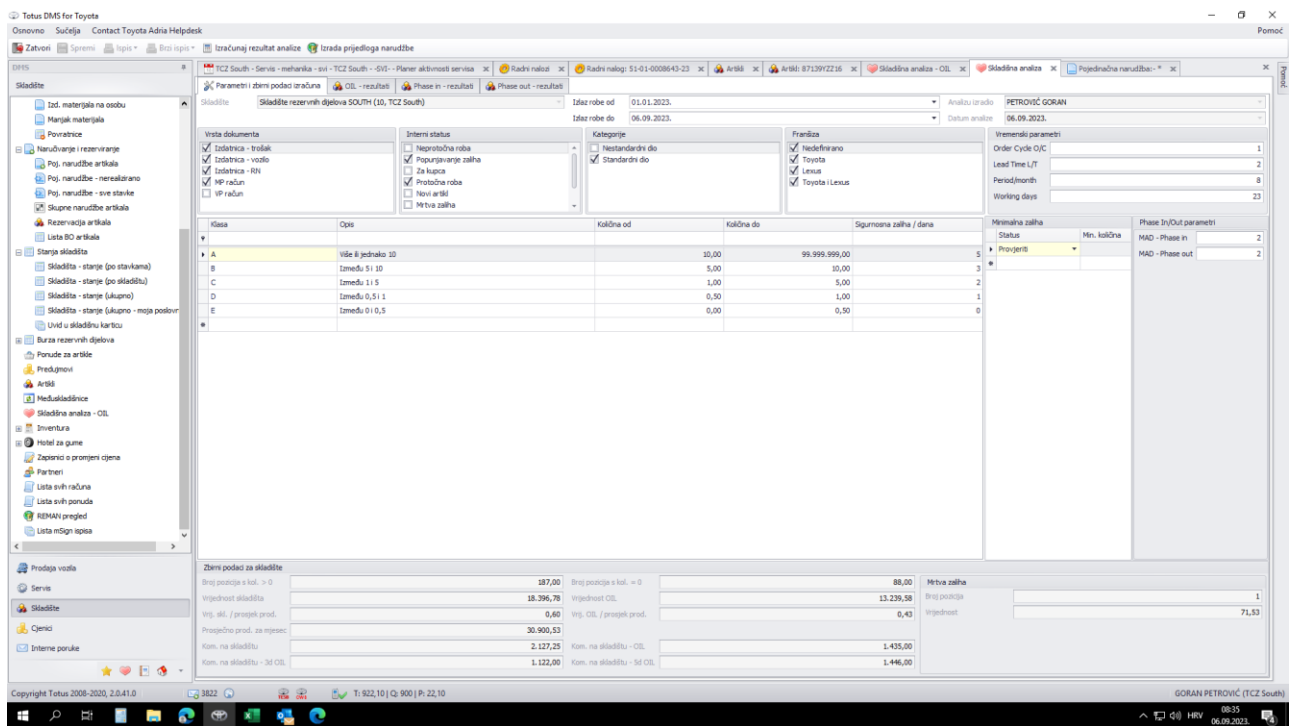 Totus DMS for Toyota
Osnovno Sučelja Contact Toyota Adria Helpdesk Pomoć
Zatvori Spremi Ispis Brzi ispis Izračunaj rezultat analize Izrada prijedloga narudžbe
DMS
Skladište
Izd. materijala na osobu
Manjak materijala
Povratnice
Naručivanje i rezerviranje
Poj. narudžbe artikala
Poj. narudžbe - nerealizirano
Poj. narudžbe - sve stavke
Skupne narudžbe artikala
Rezervacija artikala
Lista BO artikala
Stanja skladišta
Skladišta - stanje (po stavkama)
Skladišta - stanje (po skladištu)
Skladišta - stanje (ukupno)
Skladišta - stanje (ukupno - moja poslovr
Uvid u skladišnu karticu
Burza rezervnih dijelova
Ponude za artikle
Predujmovi
Artikli
Međuskladišnice
Skladišna analiza - OIL
Inventura
Hotel za gume
Zapisnici o promjeni cijena
Partneri
Lista svih računa
Lista svih ponuda
REMAN pregled
Lista mSign ispisa
Prodaja vozila
Servis
Skladište
Cjenici
Interne poruke
TCZ South - Servis - mehanika - svi - TCZ South - -SVI- - Planer aktivnosti servisa Radni nalozi Radni nalog: 51-01-0008643-23 Artikli Artikl: 87139YZZ16 Skladišna analiza - OIL Skladišna analiza Pojedinačna narudžba:- *
Parametri i zbirni podaci izračuna OIL - rezultati Phase in - rezultati Phase out - rezultati
Skladište Skladište rezervnih dijelova SOUTH (10, TCZ South) Izlaz robe od 01.01.2023. Analizu izradio PETROVIĆ GORAN
Izlaz robe do 06.09.2023. Datum analize 06.09.2023.
Vrsta dokumenta
Izdatnica - trošak
Izdatnica - vozilo
Izdatnica - RN
MP račun
VP račun
Interni status
Neprotočna roba
Popunjavanje zaliha
Za kupca
Protočna roba
Novi artikl
Mrtva zaliha
Kategorije
Nestandardni dio
Standardni dio
Franšiza
Nedefinirano
Toyota
Lexus
Toyota i Lexus
Vremenski parametri
Order Cycle O/C 1
Lead Time L/T 2
Period/month 8
Working days 23
Klasa Opis Količina od Količina do Sigurnosna zaliha / dana
A Više ili jednako 10 10,00 99.999.999,00 5
B Između 5 i 10 5,00 10,00 3
C Između 1 i 5 1,00 5,00 2
D Između 0,5 i 1 0,50 1,00 1
E Između 0 i 0,5 0,00 0,50 0
Minimalna zaliha
Status Min. količina
Provjeriti
Phase In/Out parametri
MAD - Phase in 2
MAD - Phase out 2
Zbirni podaci za skladište
Broj pozicija s kol. > 0 187,00 Broj pozicija s kol. = 0 88,00
Vrijednost skladišta 18.396,78 Vrijednost OIL 13.239,58
Vrij. skl. / prosjek prod. 0,60 Vrij. OIL / prosjek prod. 0,43
Prosječno prod. za mjesec 30.900,53
Kom. na skladištu 2.127,25 Kom. na skladištu - OIL 1.435,00
Kom. na skladištu - 3d OIL 1.122,00 Kom. na skladištu - 5d OIL 1.446,00
Mrtva zaliha
Broj pozicija 1
Vrijednost 71,53
Pomoć
Copyright Totus 2008-2020, 2.0.41.0 3822 T: 922,10 | Q: 900 | P: 22,10 GORAN PETROVIĆ (TCZ South)
HRV 08:35
06.09.2023.